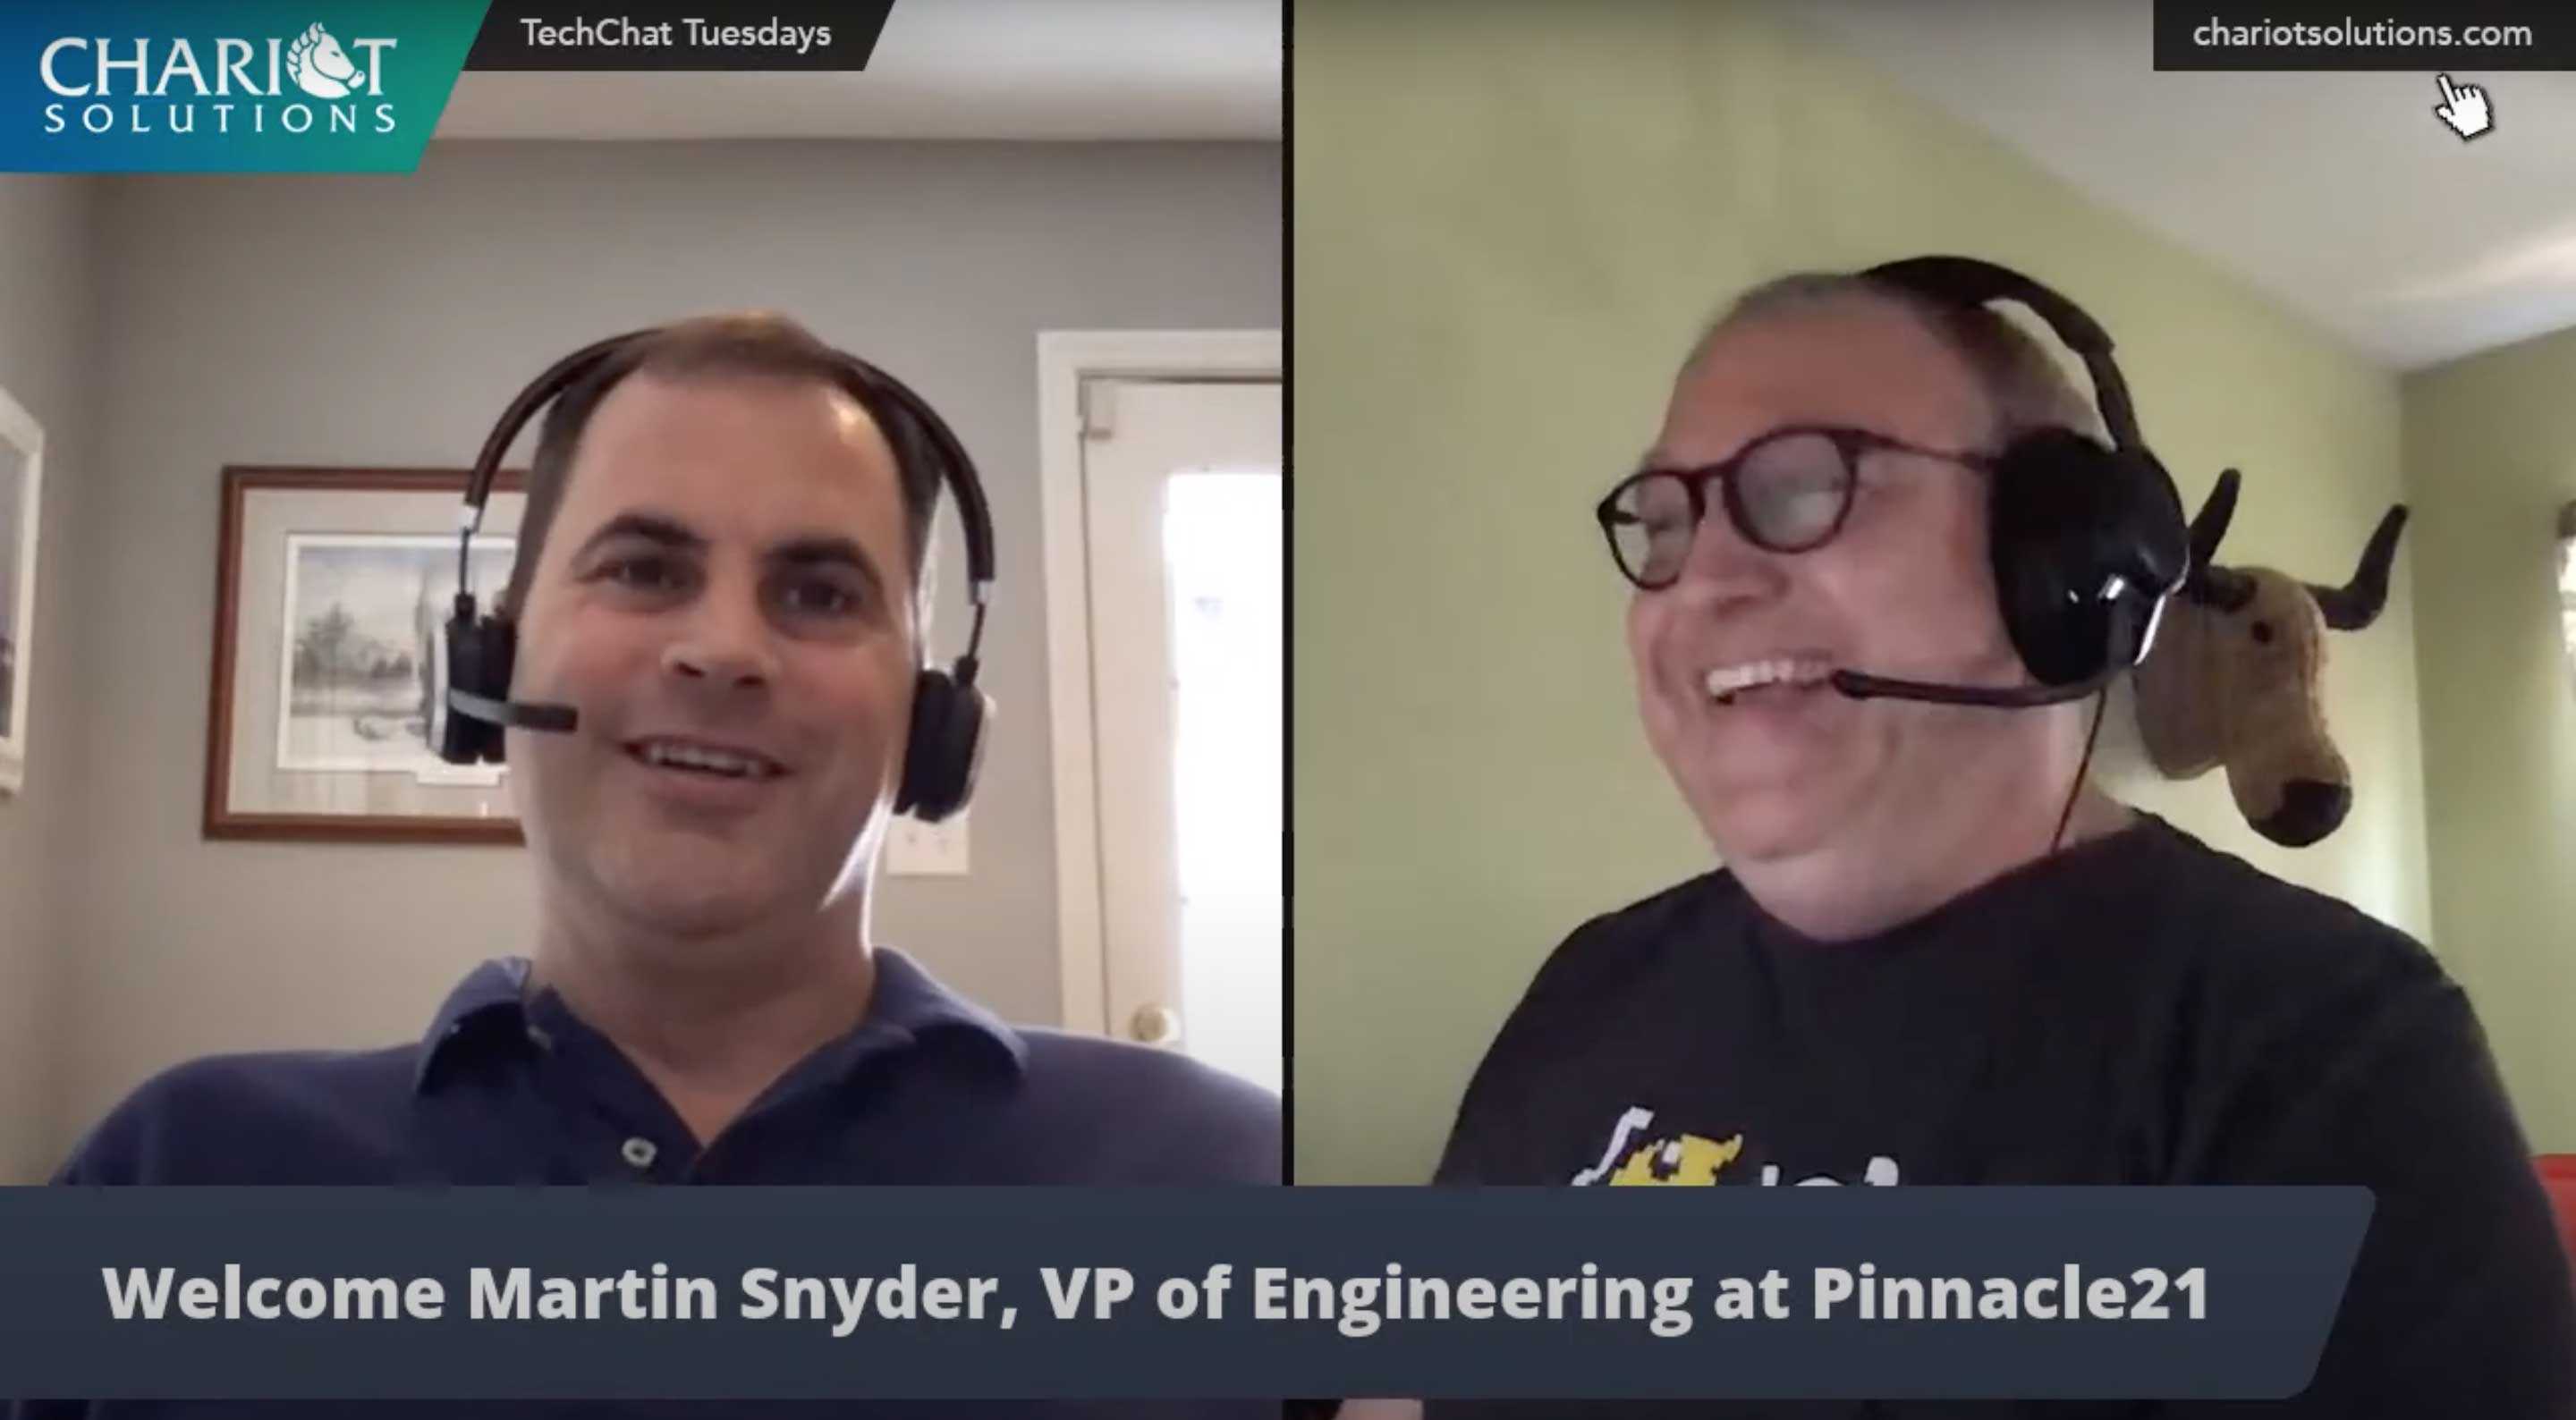 CHARIOT
SOLUTIONS
TechChat Tuesdays
chariotsolutions.com
Welcome Martin Snyder, VP of Engineering at Pinnacle21